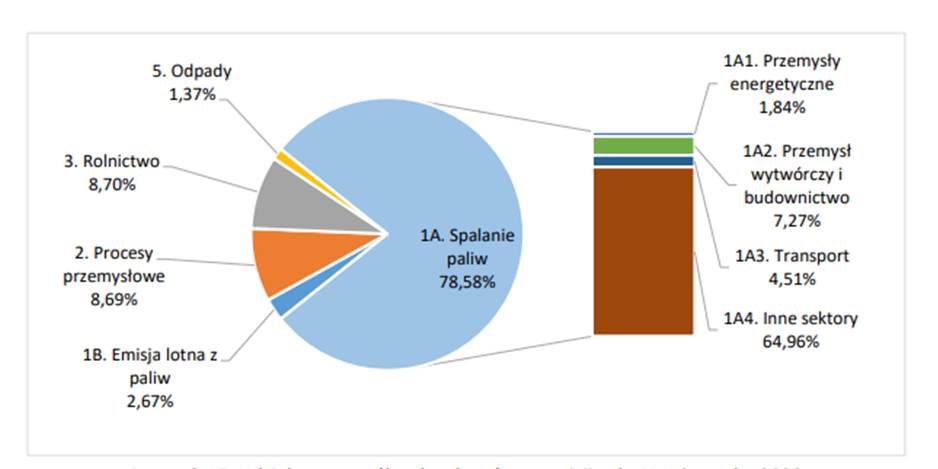 5. Odpady
1,37%
3. Rolnictwo
8,70%
2. Procesy
przemysłowe
8,69%
1B. Emisja lotna z
paliw
2,67%
1A. Spalanie
paliw
78,58%
1A1. Przemysły
energetyczne
1,84%
1A2. Przemysł
wytwórczy i
budownictwo
7,27%
1A3. Transport
4,51%
1A4. Inne sektory
64,96%